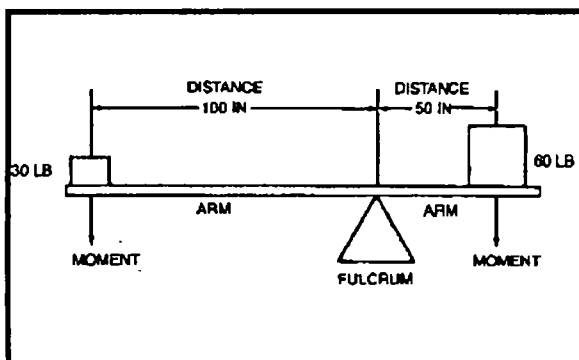 DISTANCE
100 IN
DISTANCE
50 IN
30 LB
60 LB
ARM
ARM
MOMENT
FULCRUM
MOMENT